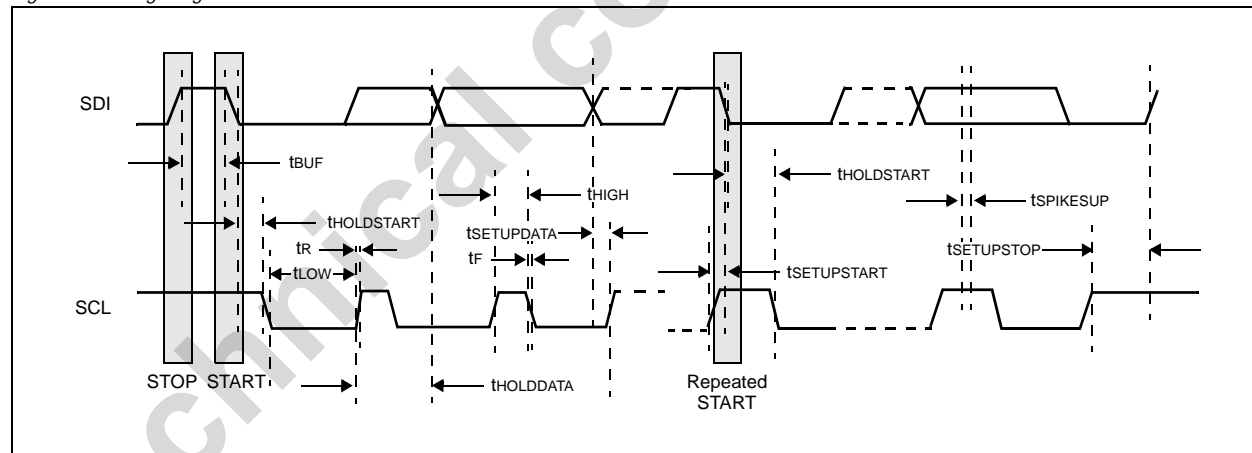 SDI
tBUF
tHOLDSTART
tHIGH
tHOLDSTART
tSPIKESUP
tR
tSETUPDATA
tSETUPSTOP
tLOW
tF
tSETUPSTART
SCL
STOP START
tHOLDDATA
Repeated
START